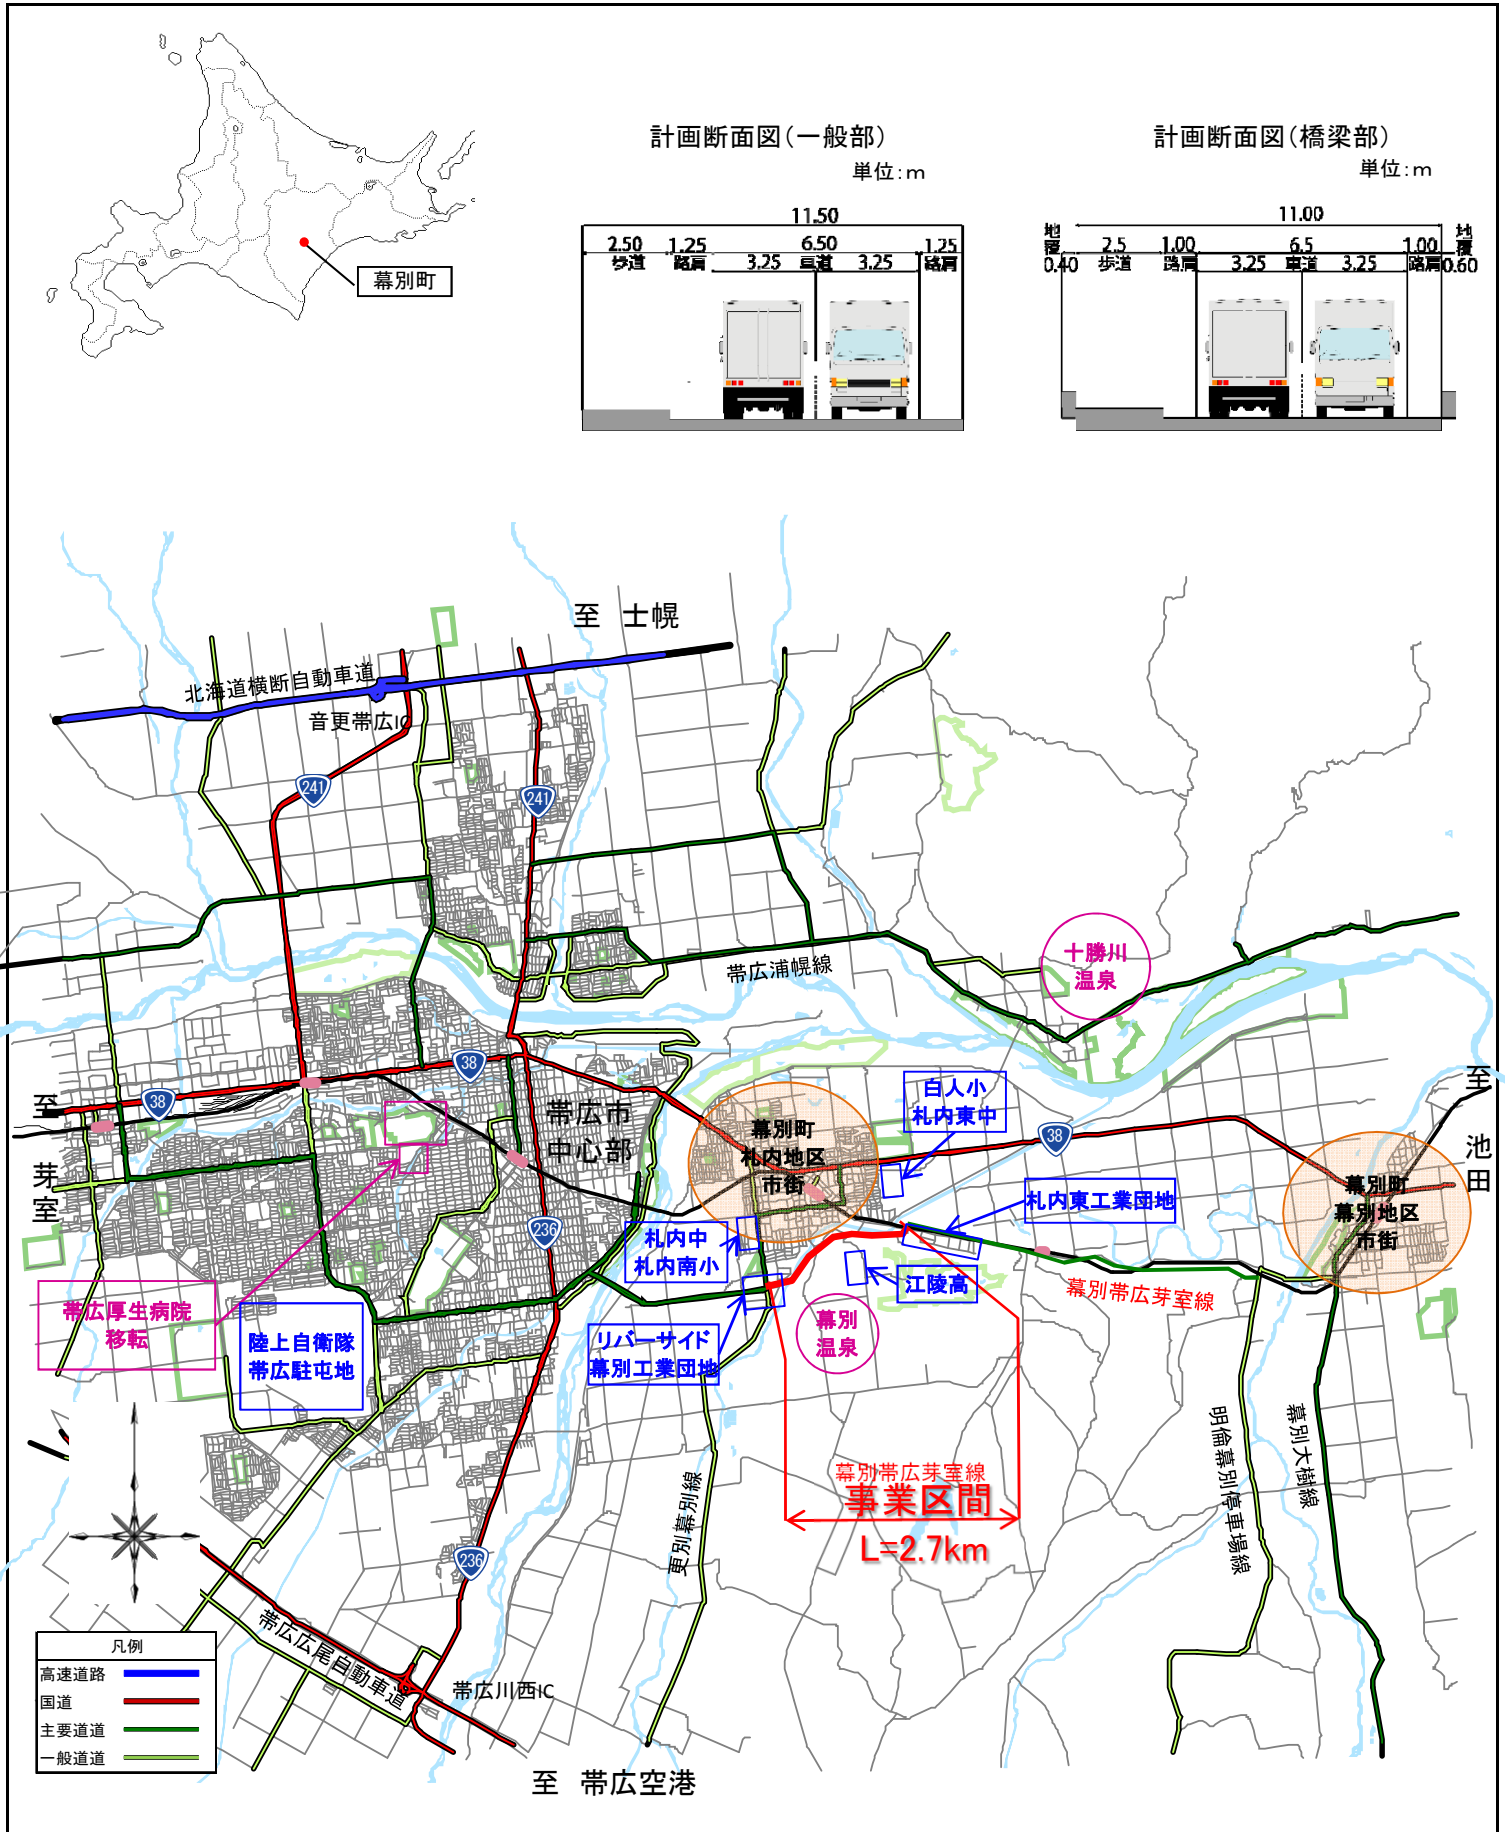 幕別町
計画断面図(一般部)
単位:m
11.50
2.50 1.25 6.50 1.25
歩道 路肩 3.25 車道 3.25 路肩
計画断面図(橋梁部)
単位:m
11.00
地覆 2.5 1.00 6.5 1.00 地覆
0.40 歩道 路肩 3.25 車道 3.25 路肩 0.60
至 士幌
北海道横断自動車道
音更帯広IC
241
241
帯広浦幌線
十勝川
温泉
38
38
38
至 芽室
至 池田
帯広市
中心部
幕別町
札内地区
市街
白人小
札内東中
札内東工業団地
幕別町
幕別地区
市街
236
札内中
札内南小
江陵高
幕別帯広芽室線
帯広厚生病院
移転
陸上自衛隊
帯広駐屯地
リバーサイド
幕別工業団地
幕別
温泉
幕別帯広芽室線
事業区間
L=2.7km
更別幕別線
明倫幕別停車場線
幕別大樹線
236
帯広広尾自動車道
帯広川西IC
至 帯広空港
凡例
高速道路
国道
主要道道
一般道道